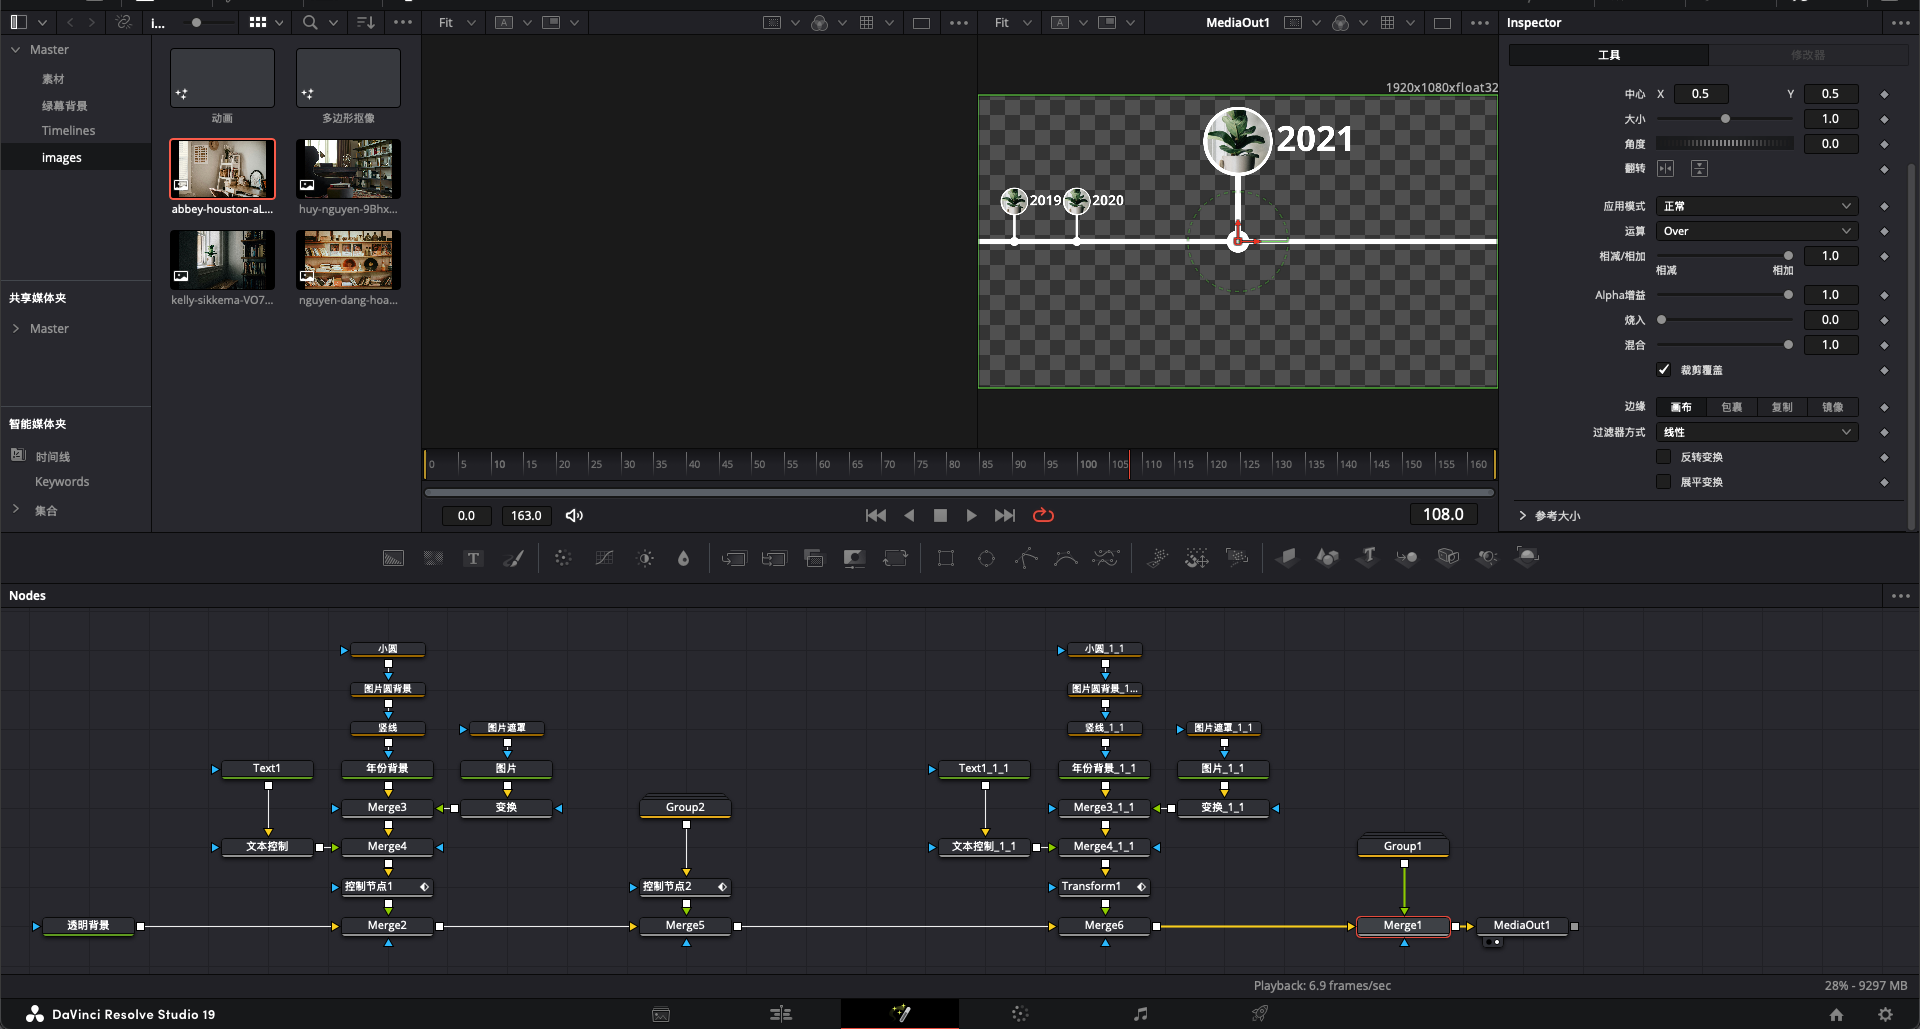 i...
Fit
Fit
MediaOut1
Inspector
Master
素材
绿幕背景
Timelines
images
动画
多边形抠像
abbey-houston-aL...
huy-nguyen-9Bhx...
kelly-sikkema-VO7...
nguyen-dang-hoa...
共享媒体夹
Master
智能媒体夹
时间线
Keywords
集合
1920x1080xfloat32
2021
2019
2020
工具
修改器
中心 X 0.5 Y 0.5
大小 1.0
角度 0.0
翻转
应用模式 正常
运算 Over
相减/相加 1.0
相减 相加
Alpha增益 1.0
烧入 0.0
混合 1.0
裁剪覆盖
边缘 画布 包裹 复制 镜像
过滤器方式 线性
反转变换
展平变换
参考大小
0 5 10 15 20 25 30 35 40 45 50 55 60 65 70 75 80 85 90 95 100 105 110 115 120 125 130 135 140 145 150 155 160
0.0 163.0 108.0
Nodes
小圆
图片圆背景
竖线
图片遮罩
Text1
年份背景
图片
Merge3
变换
文本控制
Merge4
控制节点1
透明背景
Merge2
Group2
控制节点2
Merge5
小圆_1_1
图片圆背景_1...
竖线_1_1
图片遮罩_1_1
Text1_1_1
年份背景_1_1
图片_1_1
Merge3_1_1
变换_1_1
文本控制_1_1
Merge4_1_1
Transform1
Merge6
Group1
Merge1
MediaOut1
Playback: 6.9 frames/sec
28% - 9297 MB
DaVinci Resolve Studio 19